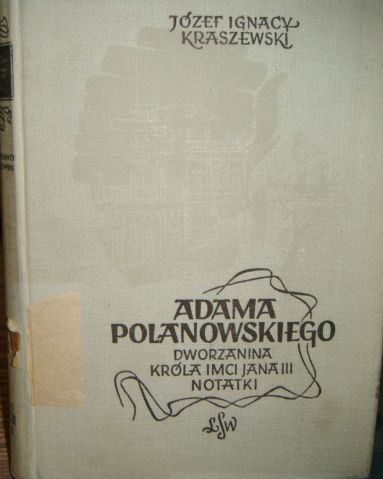 JÓZEF IGNACY
KRASZEWSKI
ADAMA
POLANOWSKIEGO
DWORZANINA
KRÓLA IMCI JANA III
NOTATKI
LSW